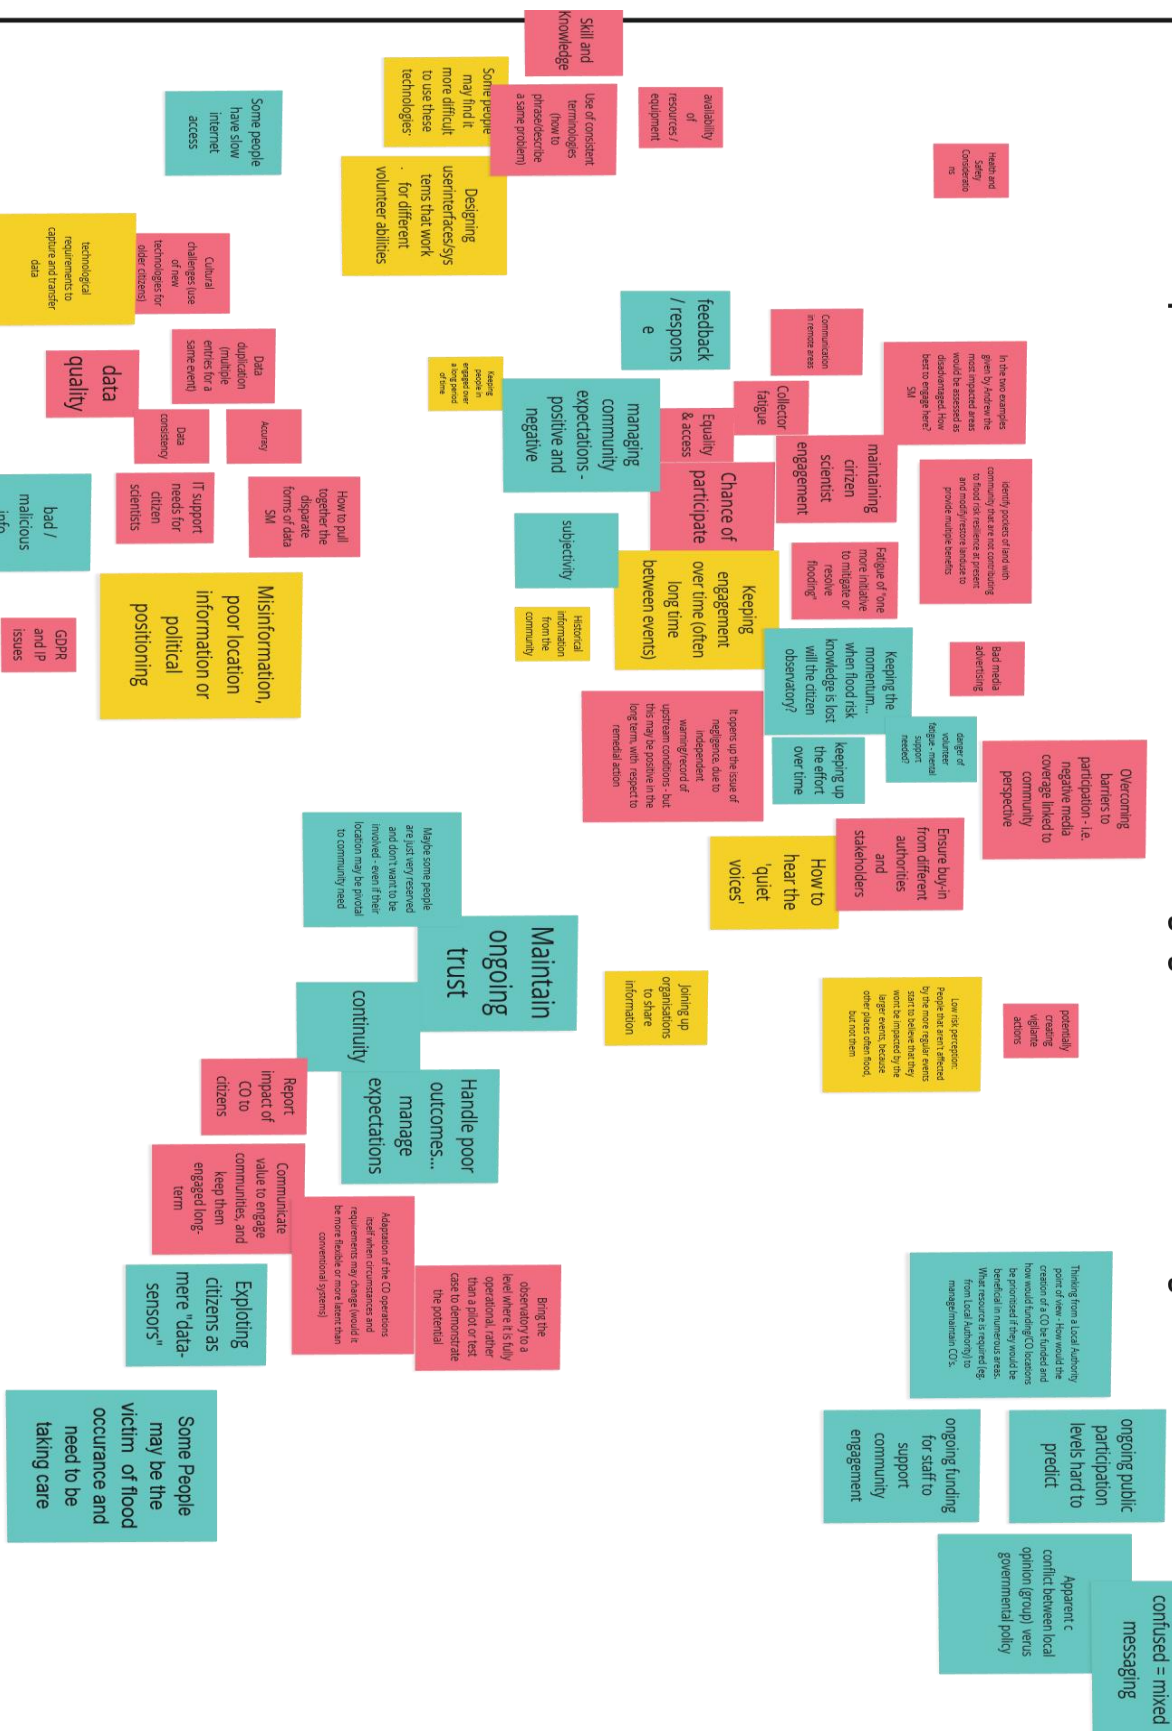 Skill and
Knowledge
Some people
may find it
more difficult
to use these
technologies'
Use of consistent
terminologies
(how to
phrase/describe
a same problem)
availability
of
resources /
equipment
Health and
Safety
Consideratio
ns
Some people
have slow
internet
access
Designing
userinterfaces/sys
tems that work
. for different
volunteer abilities
technological
requirements to
capture and transfer
data
Cultural
challenges (use
of new
technologies for
older citizens)
feedback
/ respons
e
Communication
in remote areas
In the two examples
given by Andrew the
most impacted areas
would be assessed as
disadvantaged. How
best to engage here?
SM
data
quality
Data
duplication
(multiple
entries for a
same event)
Keeping
people in
engaged over
a long period
of time
managing
community
expectations -
positive and
negative
Equality
& access
Collector
fatigue
maintaining
cirizen
scientist
engagement
Data
consistency
Accuracy
Chance of
participate
identify pockets of land with
community that are not contributing
to flood risk resilience at present
and modify/restore landuse to
provide multiple benefits
bad /
malicious
IT support
needs for
citizen
scientists
How to pull
together the
disparate
forms of data
SM
subjectivity
Keeping
engagement
over time (often
long time
between events)
Fatigue of "one
more initiative
to mitigate or
resolve
flooding"
Misinformation,
poor location
information or
political
positioning
GDPR
and IP
issues
Historical
information
from the
community
Keeping the
momentum...
when flood risk
knowledge is lost
will the citizen
observatory?
Bad media
advertising
It opens up the issue of
negligence, due to
independent
warning/record of
upstream conditions - but
this may be positive in the
long term, with respect to
remedial action
keeping up
the effort
over time
danger of
volunteer
fatigue - mental
support
needed?
OVercoming
barriers to
participation - i.e.
negative media
coverage linked to
community
perspective
Maybe some people
are just very reserved
and don't want to be
involved - even if their
location may be pivotal
to community need
How to
hear the
'quiet
voices'
Ensure buy-in
from different
authorities
and
stakeholders
Maintain
ongoing
trust
continuity
Joining up
organisations
to share
information
Low risk perception:
People that aren't affected
by the more regular events
start to believe that they
wont be impacted by the
larger events, because
other places often flood,
but not them
potentially
creating
vigilante
actions
Report
impact of
CO to
citizens
Handle poor
outcomes...
manage
expectations
Communicate
value to engage
communities, and
keep them
engaged long-
term
Adaptation of the CO operations
itself when circumstances and
requirements may change (would it
be more flexible or more latent than
conventional systems)
Exploting
citizens as
mere "data-
sensors"
Bring the
observatory to a
level where it is fully
operational, rather
than a pilot or test
case to demonstrate
the potential
Thinking from a Local Authority
point of view - How would the
creation of a CO be funded and
how would funding/CO locations
be prioritised if they would be
beneficial in numerous areas.
What resource is required (eg.
from Local Authority) to
manage/maintain CO's.
Some People
may be the
victim of flood
occurance and
need to be
taking care
ongoing funding
for staff to
support
community
engagement
ongoing public
participation
levels hard to
predict
Apparent c
conflict between local
opinion (group) verus
governmental policy
confused = mixed
messaging